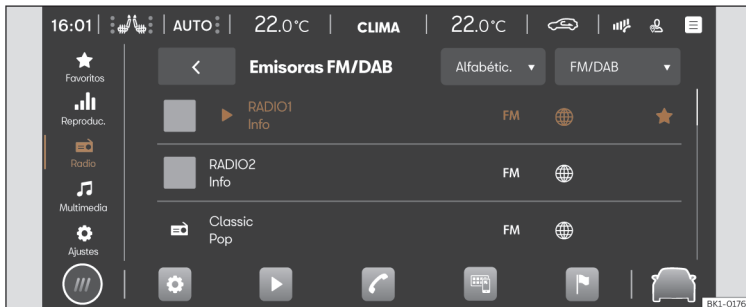 16:01 AUTO 22.0°C CLIMA 22.0°C
Favoritos
Reproduc.
Radio
Multimedia
Ajustes
Emisoras FM/DAB Alfabétic. FM/DAB
RADIO1
Info
FM
RADIO2
Info
FM
Classic
Pop
FM
BK1-0176